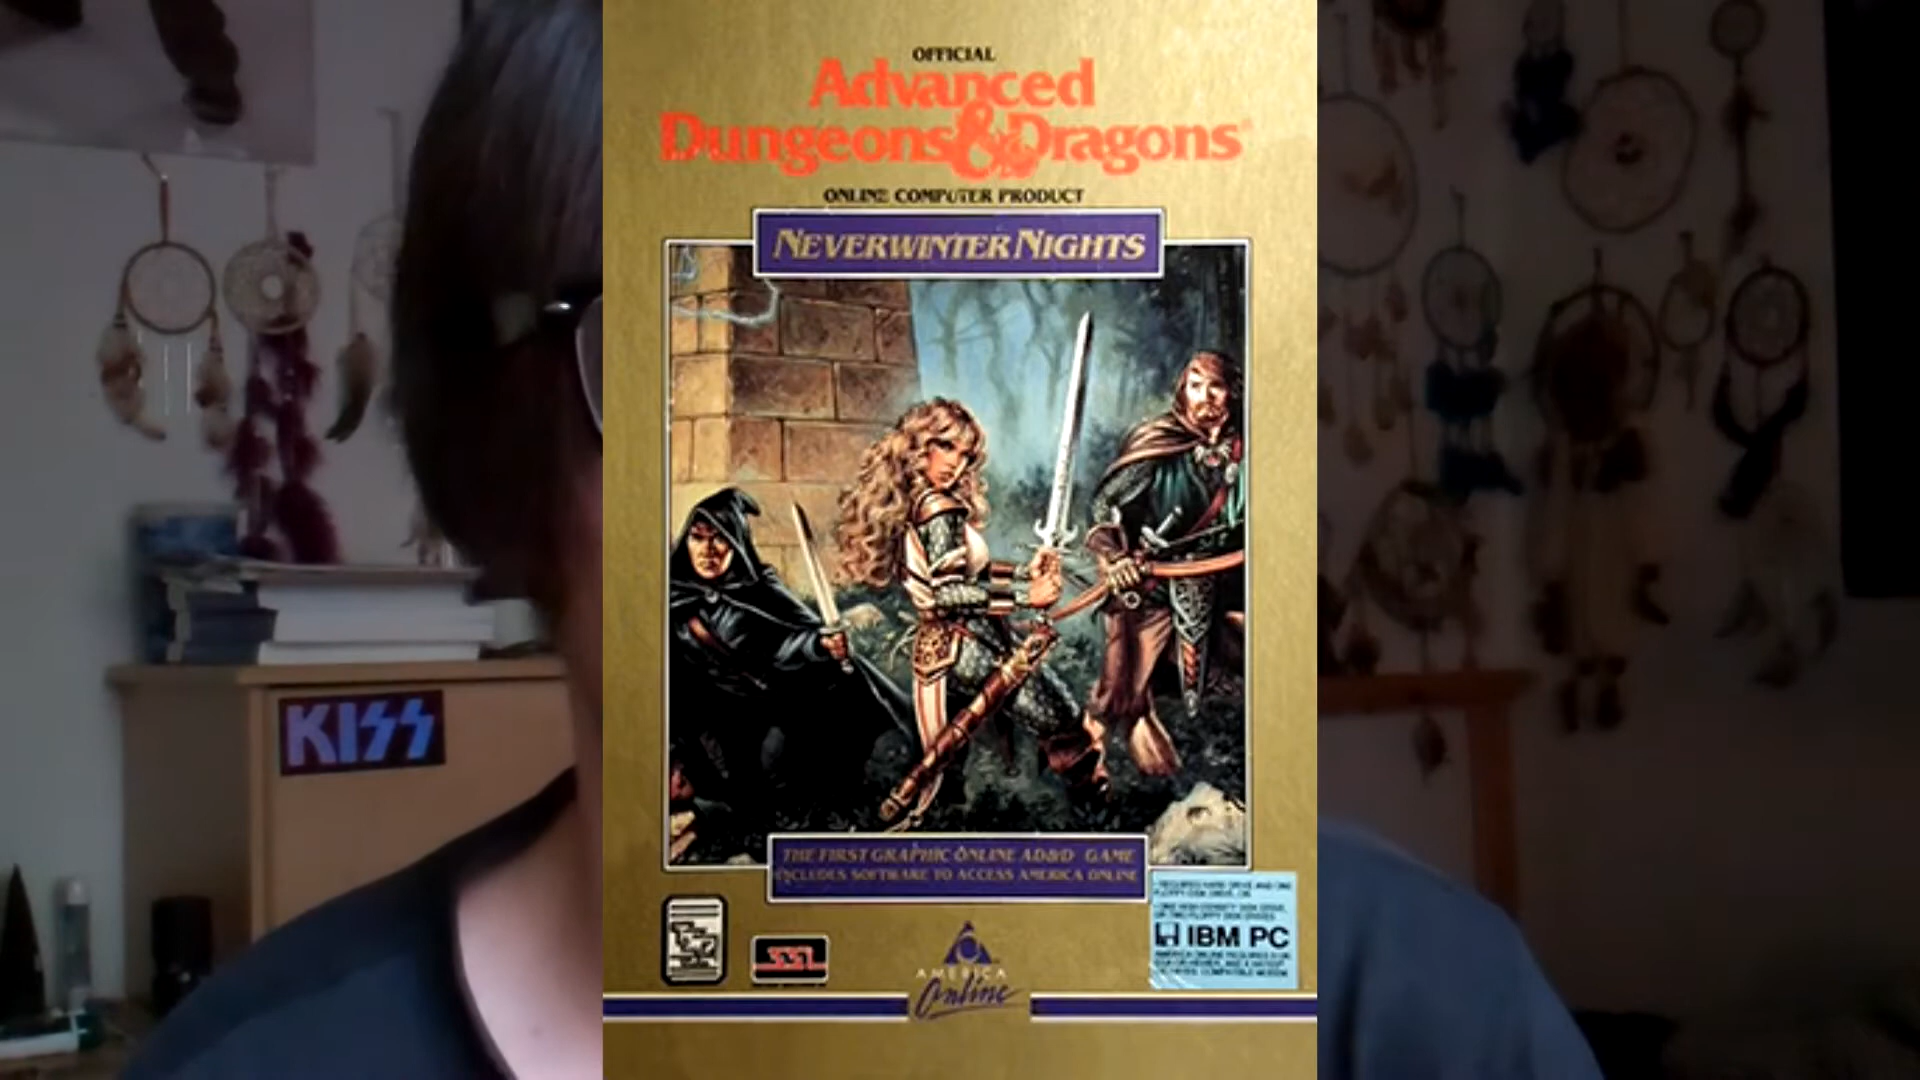 OFFICIAL
Advanced
Dungeons & Dragons
ONLINE COMPUTER PRODUCT
NEVERWINTER NIGHTS
KISS
THE FIRST GRAPHIC ONLINE AD&D GAME
INCLUDES SOFTWARE TO ACCESS AMERICA ONLINE
SSI
IBM PC
AMERICA
Online